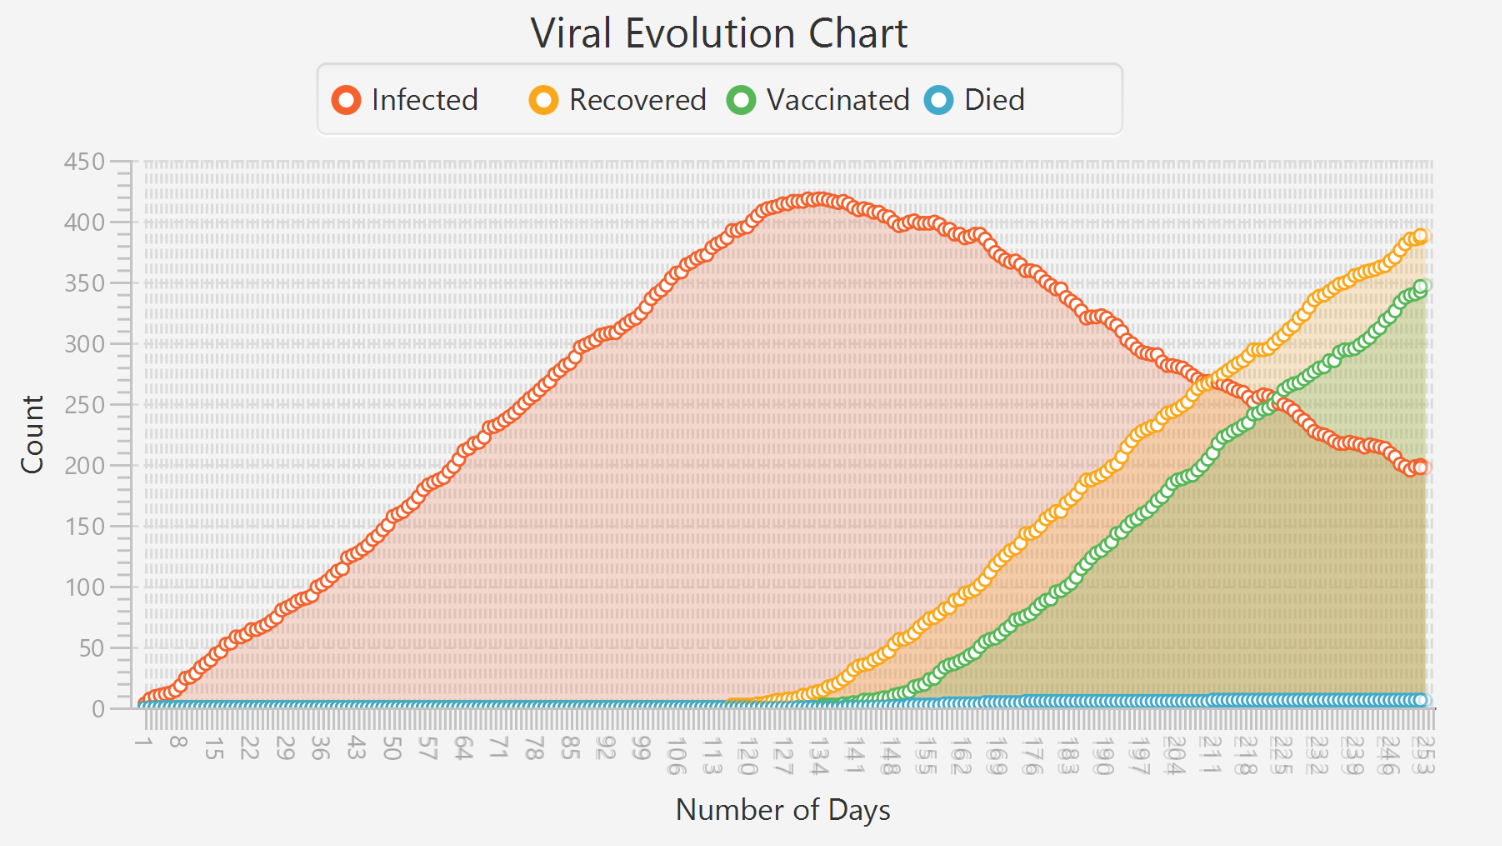 Viral Evolution Chart
Infected Recovered Vaccinated Died
450
400
350
300
250
200
150
100
50
0
Count
1 8 15 22 29 36 43 50 57 64 71 78 85 92 99 106 113 120 127 134 141 148 155 162 169 176 183 190 197 204 211 218 225 232 239 246 253
Number of Days